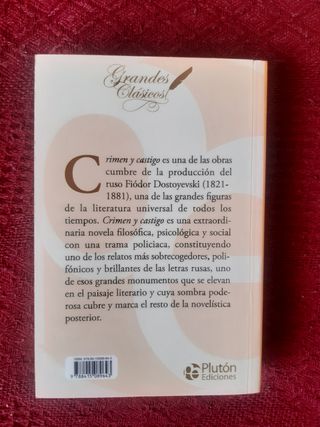 Grandes
Clásicos!
Crimen y castigo es una de las obras
cumbre de la producción del
ruso Fiódor Dostoyevski (1821-
1881), una de las grandes figuras
de la literatura universal de todos los
tiempos. Crimen y castigo es una extraordi-
naria novela filosófica, psicológica y social
con una trama policiaca, constituyendo
uno de los relatos más sobrecogedores, poli-
fónicos y brillantes de las letras rusas, uno
de esos grandes monumentos que se elevan
en el paisaje literario y cuya sombra pode-
rosa cubre y marca el resto de la novelística
posterior.
9788415089643
Plutón
Ediciones